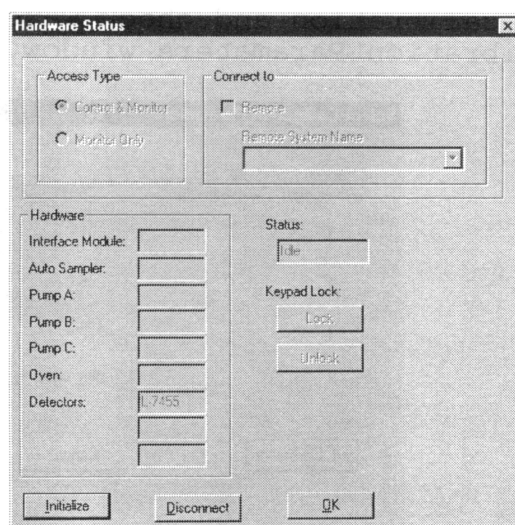 Hardware Status
Access Type
Control & Monitor
Monitor Only
Connect to
Remote
Remote System Name
Hardware
Interface Module:
Auto Sampler:
Pump A:
Pump B:
Pump C:
Oven:
Detectors: L-7455
Status:
Idle
Keypad Lock:
Lock
Unlock
Initialize
Disconnect
OK